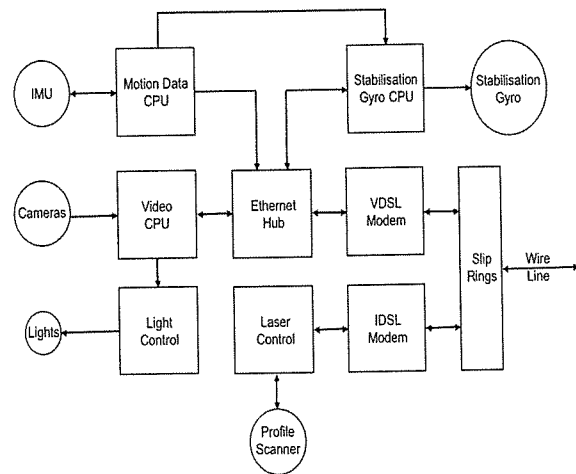 IMU
Motion Data
CPU
Stabilisation
Gyro CPU
Stabilisation
Gyro
Cameras
Video
CPU
Ethernet
Hub
VDSL
Modem
Slip
Rings
Wire
Line
Lights
Light
Control
Laser
Control
IDSL
Modem
Profile
Scanner